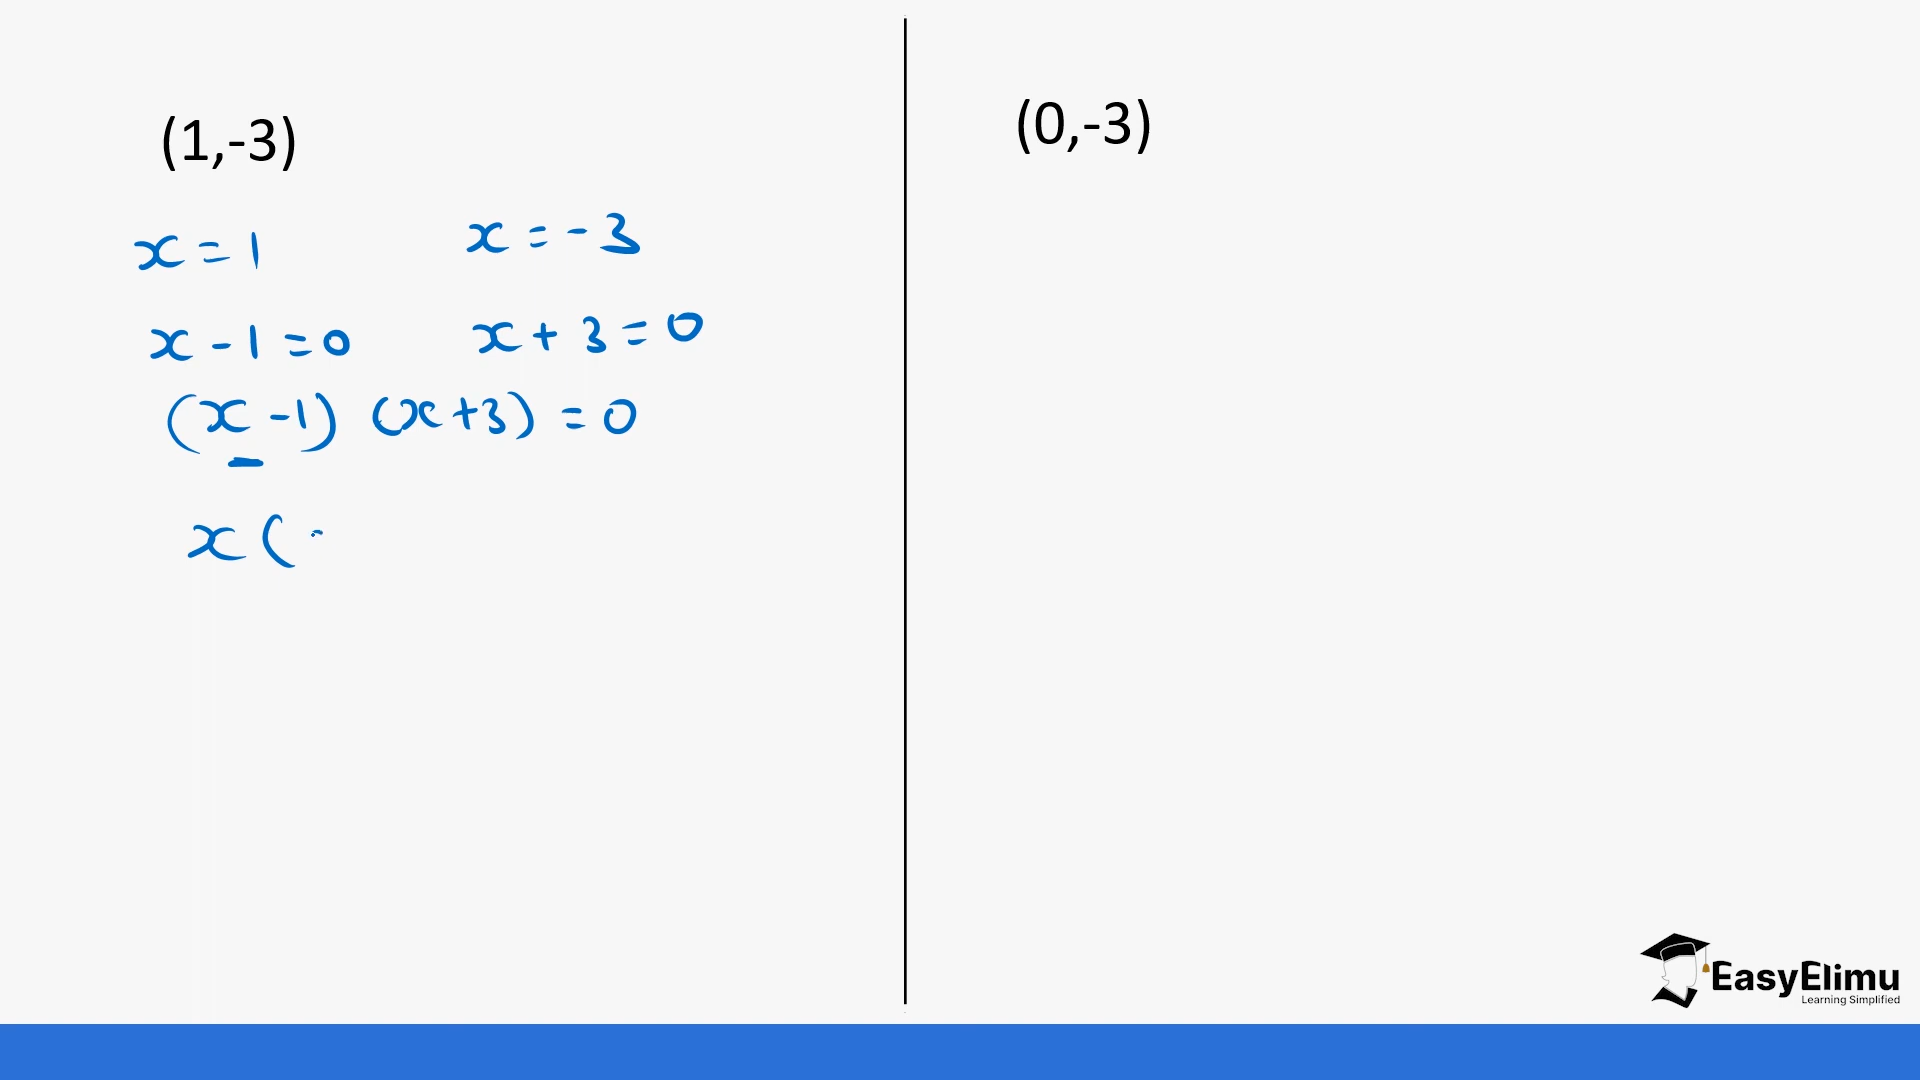 (1,-3)
x = 1 x = -3
x - 1 = 0 x + 3 = 0
(x - 1) (x + 3) = 0
x (
(0,-3)
EasyElimu
Learning Simplified